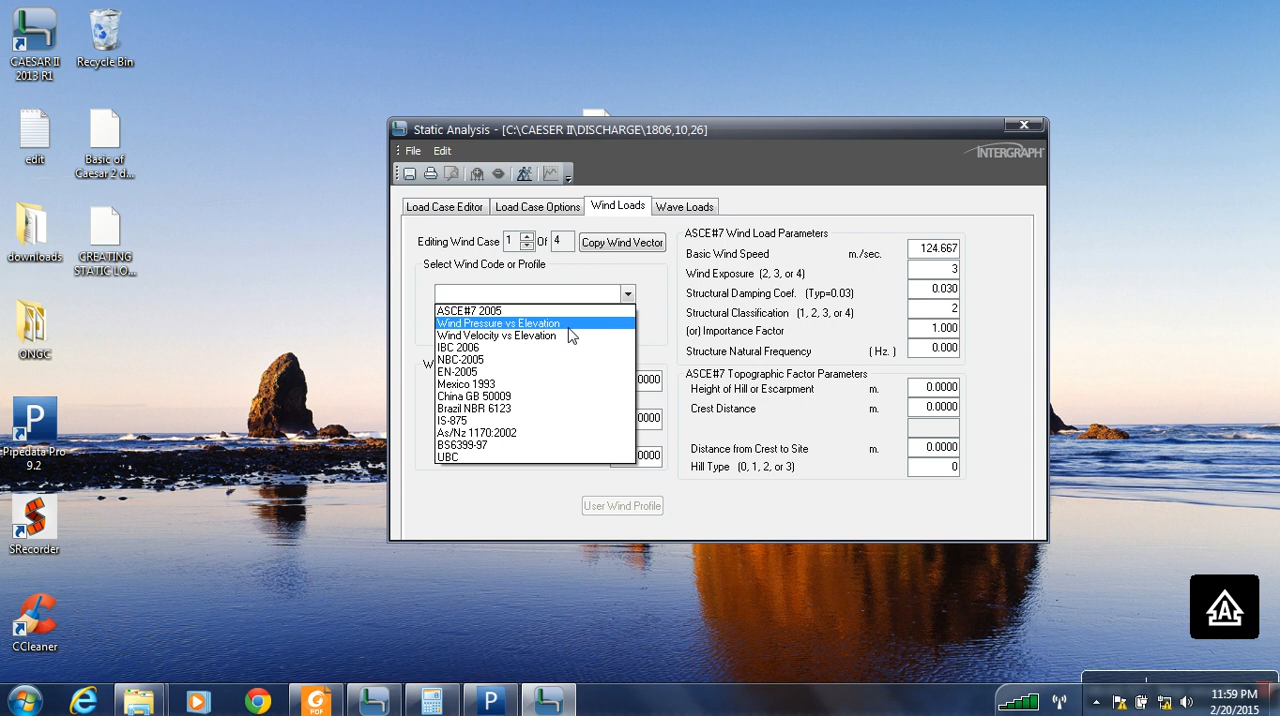 CAESAR II
2013 R1
Recycle Bin
edit
Basic of
Caesar 2 d...
downloads
CREATING
STATIC LO...
ONGC
P
Pipedata Pro
9.2
SRecorder
CCleaner
Static Analysis - [C:\CAESER II\DISCHARGE\1806,10,26]
File Edit
INTERGRAPH
Load Case Editor Load Case Options Wind Loads Wave Loads
Editing Wind Case 1 Of 4 Copy Wind Vector
Select Wind Code or Profile
ASCE#7 2005
Wind Pressure vs Elevation
Wind Velocity vs Elevation
IBC 2006
NBC-2005
EN-2005
Mexico 1993
China GB 50009
Brazil NBR 6123
IS-875
As/Nz 1170:2002
BS6399-97
UBC
W
0000
0000
0000
User Wind Profile
ASCE#7 Wind Load Parameters
Basic Wind Speed m./sec. 124.667
Wind Exposure (2, 3, or 4) 3
Structural Damping Coef. (Typ=0.03) 0.030
Structural Classification (1, 2, 3, or 4) 2
(or) Importance Factor 1.000
Structure Natural Frequency ( Hz. ) 0.000
ASCE#7 Topographic Factor Parameters
Height of Hill or Escarpment m. 0.0000
Crest Distance m. 0.0000
Distance from Crest to Site m. 0.0000
Hill Type (0, 1, 2, or 3) 0
A
PDF
P
11:59 PM
2/20/2015